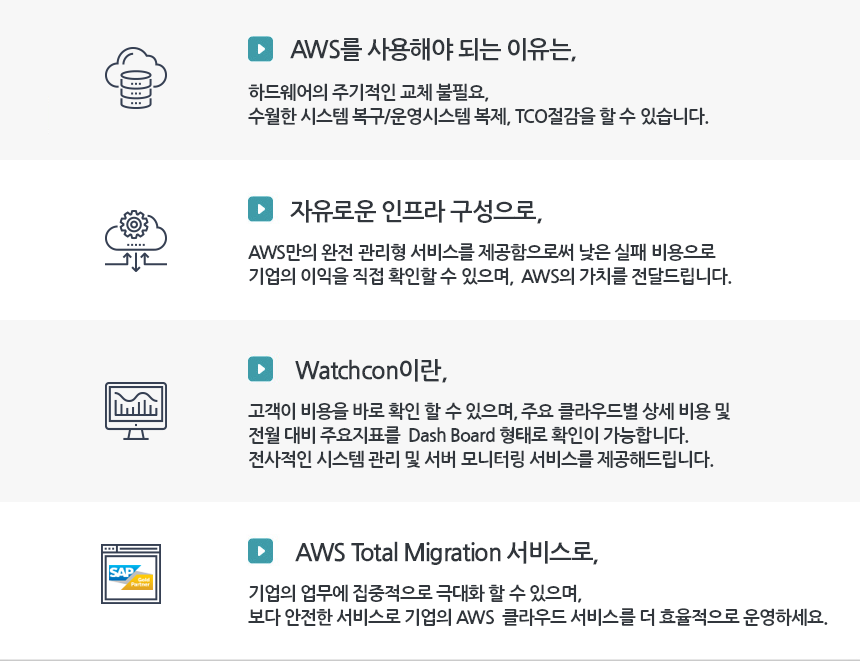 AWS를 사용해야 되는 이유는,
하드웨어의 주기적인 교체 불필요,
수월한 시스템 복구/운영시스템 복제, TCO절감을 할 수 있습니다.
자유로운 인프라 구성으로,
AWS만의 완전 관리형 서비스를 제공함으로써 낮은 실패 비용으로
기업의 이익을 직접 확인할 수 있으며, AWS의 가치를 전달드립니다.
Watchcon이란,
고객이 비용을 바로 확인 할 수 있으며, 주요 클라우드별 상세 비용 및
전월 대비 주요지표를 Dash Board 형태로 확인이 가능합니다.
전사적인 시스템 관리 및 서버 모니터링 서비스를 제공해드립니다.
AWS Total Migration 서비스로,
SAP
Gold
Partner
기업의 업무에 집중적으로 극대화 할 수 있으며,
보다 안전한 서비스로 기업의 AWS 클라우드 서비스를 더 효율적으로 운영하세요.